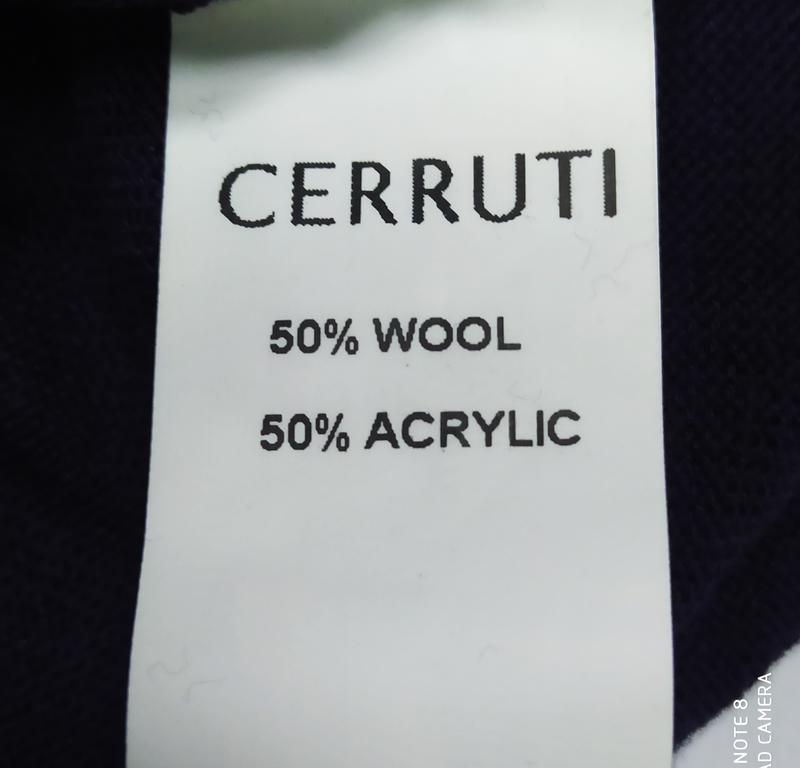 CERRUTI
50% WOOL
50% ACRYLIC
NOTE 8
AD CAMERA